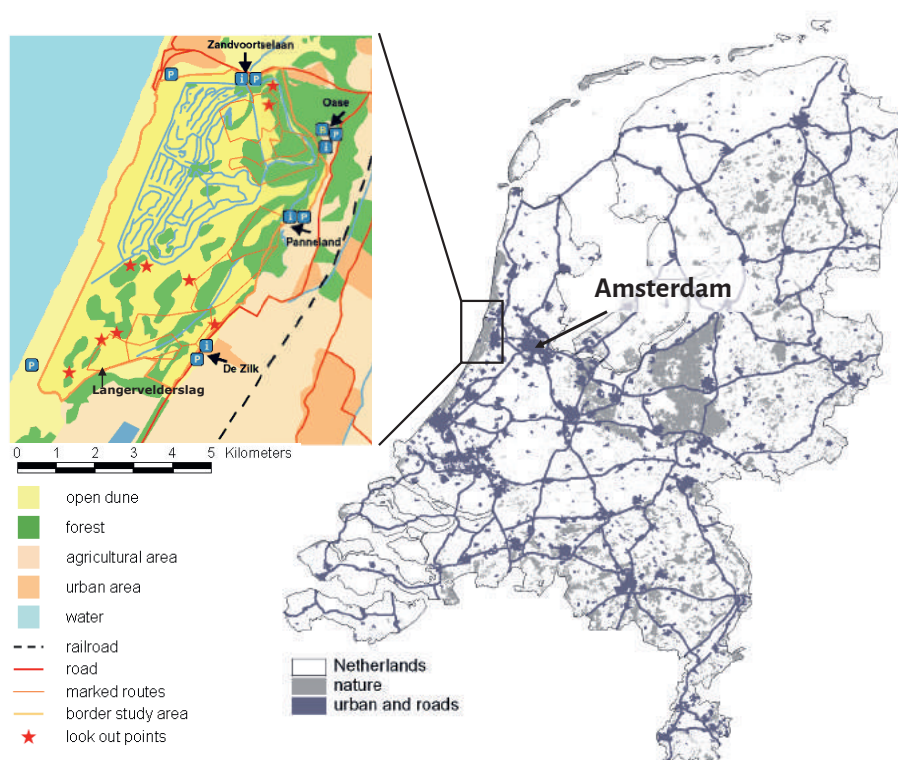 Zandvoortselaan
P
i P
Oase
P
i
i P
Panneland
i
P
De Zilk
P
Langervelderslag
0 1 2 3 4 5 Kilometers
open dune
forest
agricultural area
urban area
water
railroad
road
marked routes
border study area
look out points
Amsterdam
Netherlands
nature
urban and roads